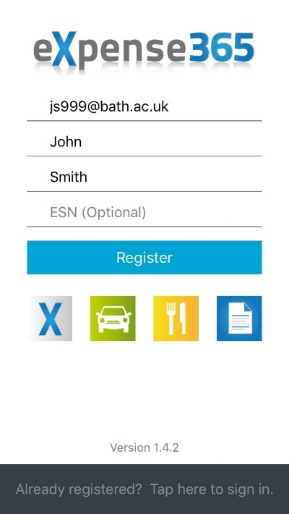 eXpense365
js999@bath.ac.uk
John
Smith
ESN (Optional)
Register
X
Version 1.4.2
Already registered? Tap here to sign in.